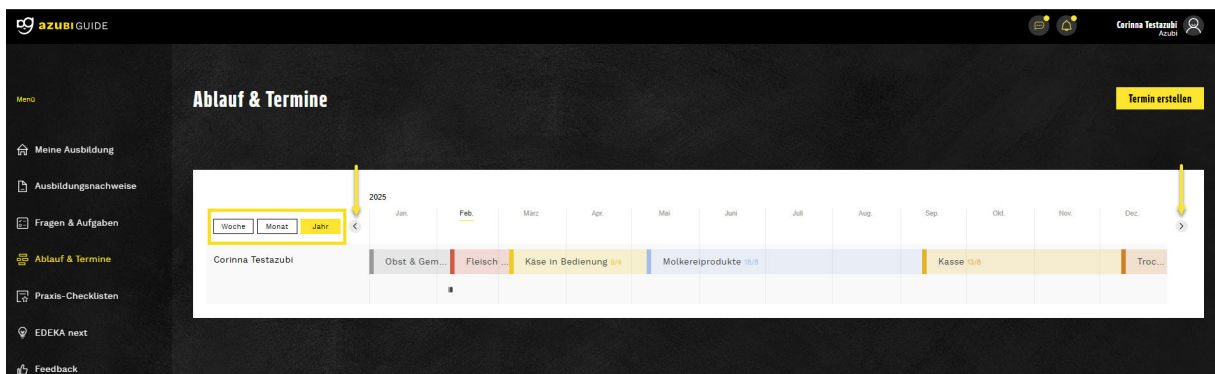 azubiGUIDE
Corinna Testazubi
Azubi
Menü
Ablauf & Termine
Termin erstellen
Meine Ausbildung
Ausbildungsnachweise
Fragen & Aufgaben
Ablauf & Termine
Praxis-Checklisten
EDEKA next
Feedback
2025
Jan. Feb. März Apr. Mai Juni Juli Aug. Sep. Okt. Nov. Dez.
Woche Monat Jahr
Corinna Testazubi
Obst & Gem... Fleisch ... Käse in Bedienung Molkereiprodukte 18/8 Kasse 13/8 Troc...